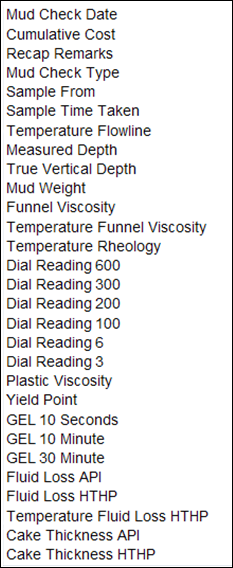 Mud Check Date
Cumulative Cost
Recap Remarks
Mud Check Type
Sample From
Sample Time Taken
Temperature Flowline
Measured Depth
True Vertical Depth
Mud Weight
Funnel Viscosity
Temperature Funnel Viscosity
Temperature Rheology
Dial Reading 600
Dial Reading 300
Dial Reading 200
Dial Reading 100
Dial Reading 6
Dial Reading 3
Plastic Viscosity
Yield Point
GEL 10 Seconds
GEL 10 Minute
GEL 30 Minute
Fluid Loss API
Fluid Loss HTHP
Temperature Fluid Loss HTHP
Cake Thickness API
Cake Thickness HTHP